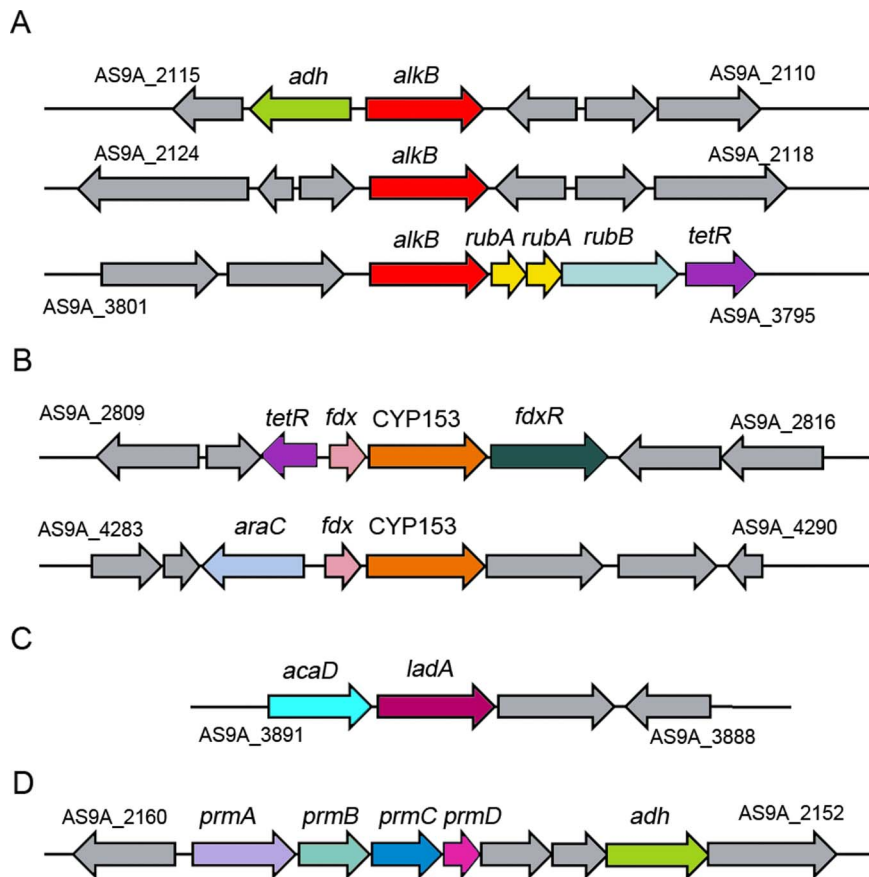 A
AS9A_2115 adh alkB AS9A_2110
AS9A_2124 alkB AS9A_2118
alkB rubA rubA rubB tetR
AS9A_3801 AS9A_3795
B
AS9A_2809 tetR fdx CYP153 fdxR AS9A_2816
AS9A_4283 araC fdx CYP153 AS9A_4290
C
acaD ladA
AS9A_3891 AS9A_3888
D
AS9A_2160 prmA prmB prmC prmD adh AS9A_2152